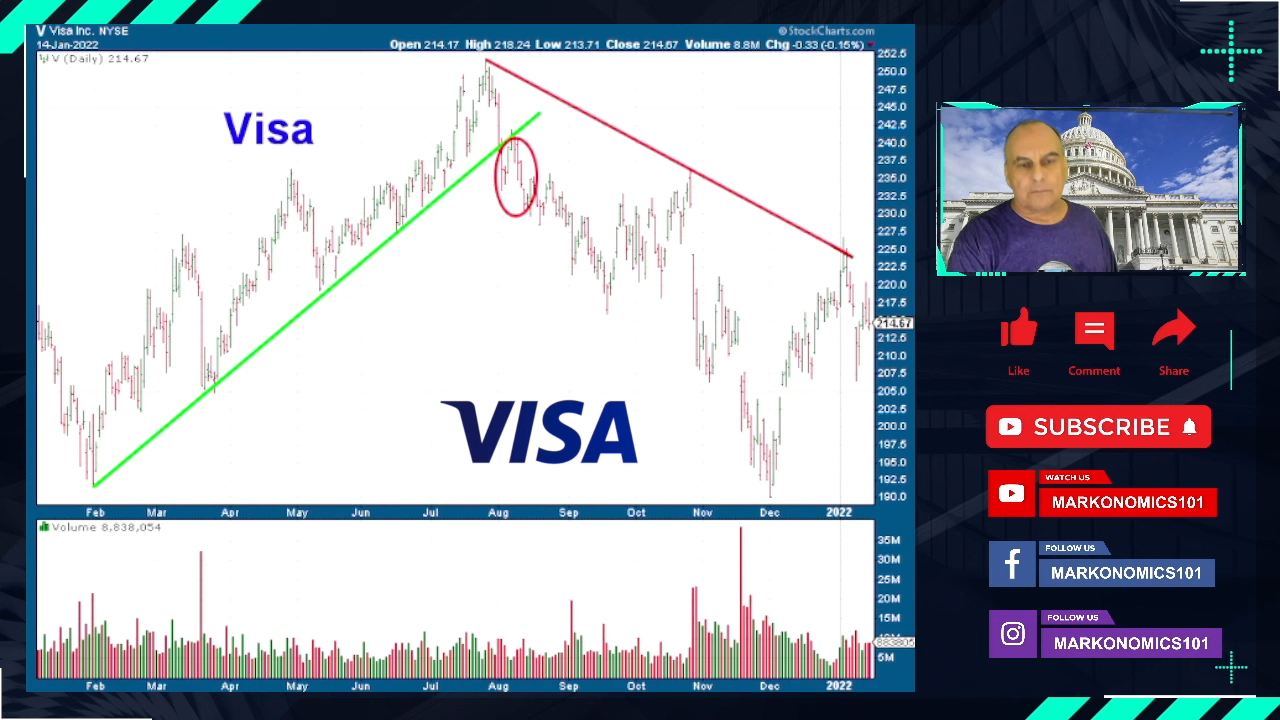 V Visa Inc. NYSE
© StockCharts.com
14-Jan-2022
Open 214.17 High 218.24 Low 213.71 Close 214.67 Volume 8.8M Chg -0.33 (-0.15%)
V (Daily) 214.67
Visa
252.5
250.0
247.5
245.0
242.5
240.0
237.5
235.0
232.5
230.0
227.5
225.0
222.5
220.0
217.5
214.67
212.5
210.0
207.5
205.0
202.5
200.0
197.5
195.0
192.5
190.0
VISA
Feb Mar Apr May Jun Jul Aug Sep Oct Nov Dec 2022
Volume 8,838,054
35M
30M
25M
20M
15M
5M
Feb Mar Apr May Jun Jul Aug Sep Oct Nov Dec 2022
Like Comment Share
SUBSCRIBE
WATCH US
MARKONOMICS101
FOLLOW US
MARKONOMICS101
FOLLOW US
MARKONOMICS101